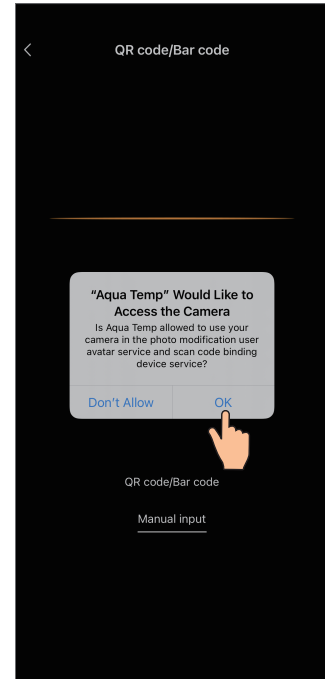 QR code/Bar code
“Aqua Temp” Would Like to
Access the Camera
Is Aqua Temp allowed to use your
camera in the photo modification user
avatar service and scan code binding
device service?
Don’t Allow
OK
QR code/Bar code
Manual input